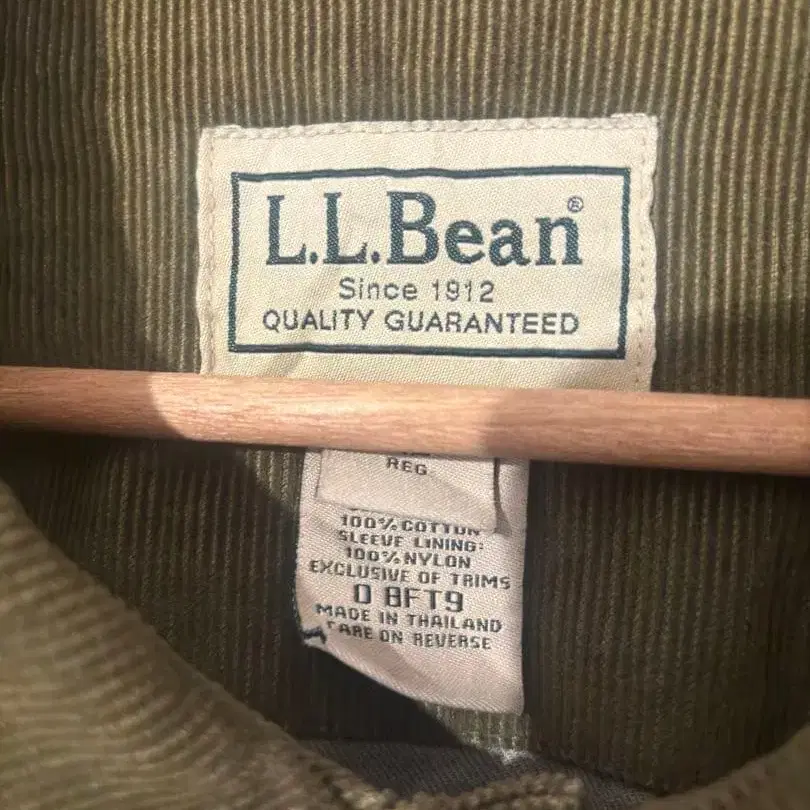 L.L.Bean®
Since 1912
QUALITY GUARANTEED
REG
100% COTTON
SLEEVE LINING:
100% NYLON
EXCLUSIVE OF TRIMS
0 8FT9
MADE IN THAILAND
CARE ON REVERSE